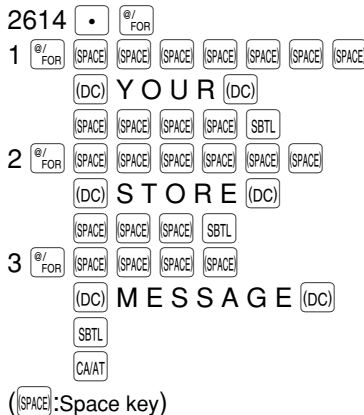 2614 • @/FOR
1 @/FOR (SPACE) (SPACE) (SPACE) (SPACE) (SPACE) (SPACE) (SPACE)
(DC) Y O U R (DC)
(SPACE) (SPACE) (SPACE) (SPACE) SBTL
2 @/FOR (SPACE) (SPACE) (SPACE) (SPACE) (SPACE) (SPACE)
(DC) S T O R E (DC)
(SPACE) (SPACE) (SPACE) SBTL
3 @/FOR (SPACE) (SPACE) (SPACE) (SPACE)
(DC) M E S S A G E (DC)
SBTL
CA/AT
((SPACE):Space key)